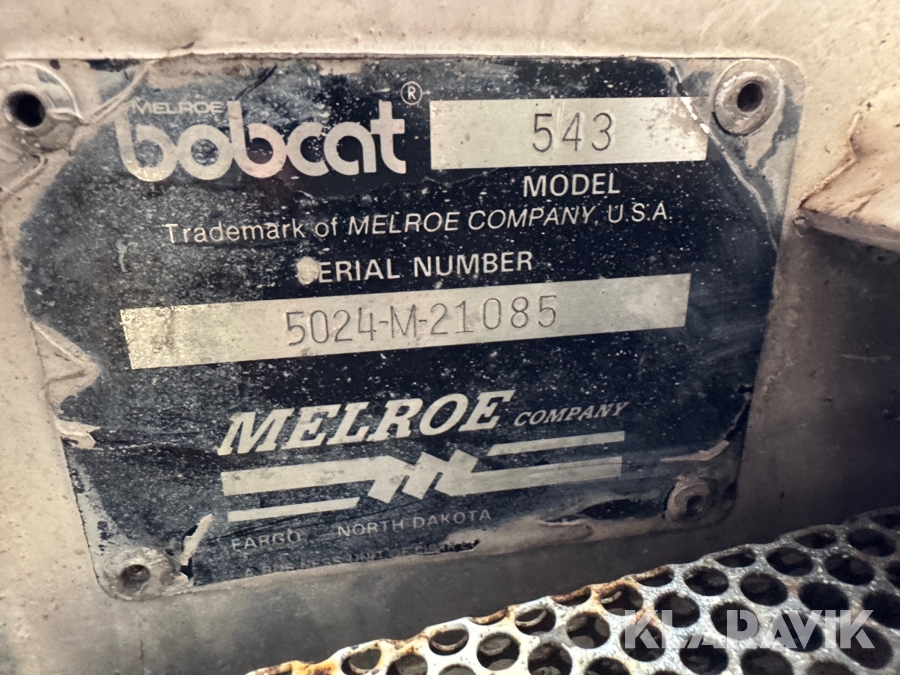 MELROE
bobcat® 543
MODEL
Trademark of MELROE COMPANY, U.S.A.
SERIAL NUMBER
5024-M-21085
MELROE COMPANY
FARGO, NORTH DAKOTA
KLARAVIK